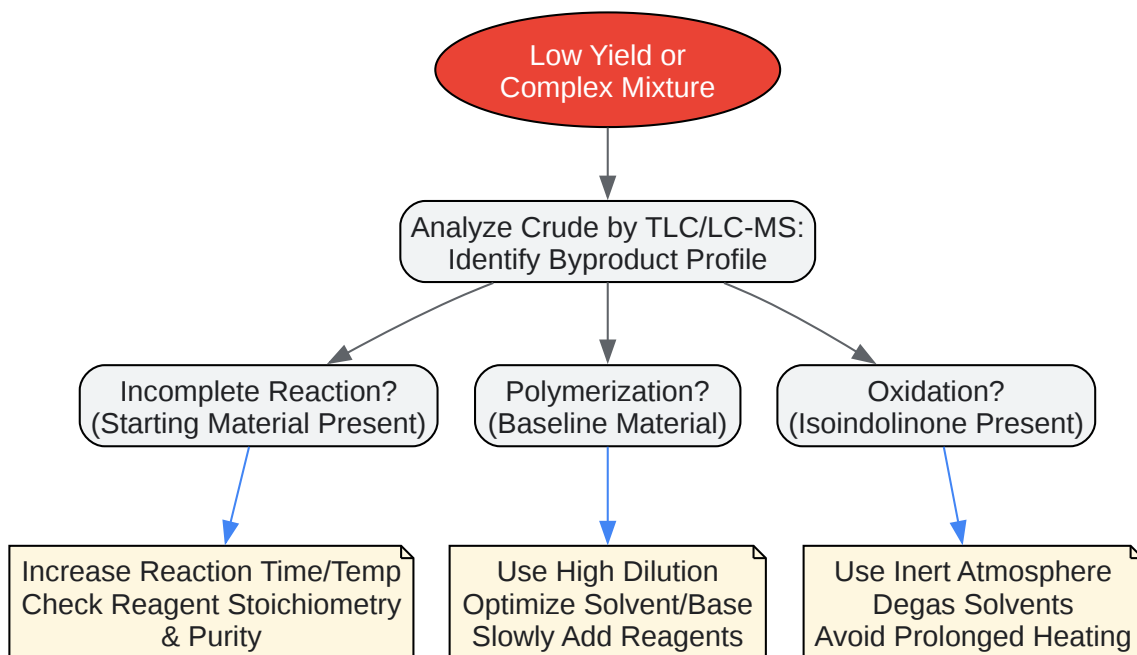 Low Yield or
Complex Mixture
Analyze Crude by TLC/LC-MS:
Identify Byproduct Profile
Incomplete Reaction?
(Starting Material Present)
Polymerization?
(Baseline Material)
Oxidation?
(Isoindolinone Present)
Increase Reaction Time/Temp
Check Reagent Stoichiometry
& Purity
Use High Dilution
Optimize Solvent/Base
Slowly Add Reagents
Use Inert Atmosphere
Degas Solvents
Avoid Prolonged Heating